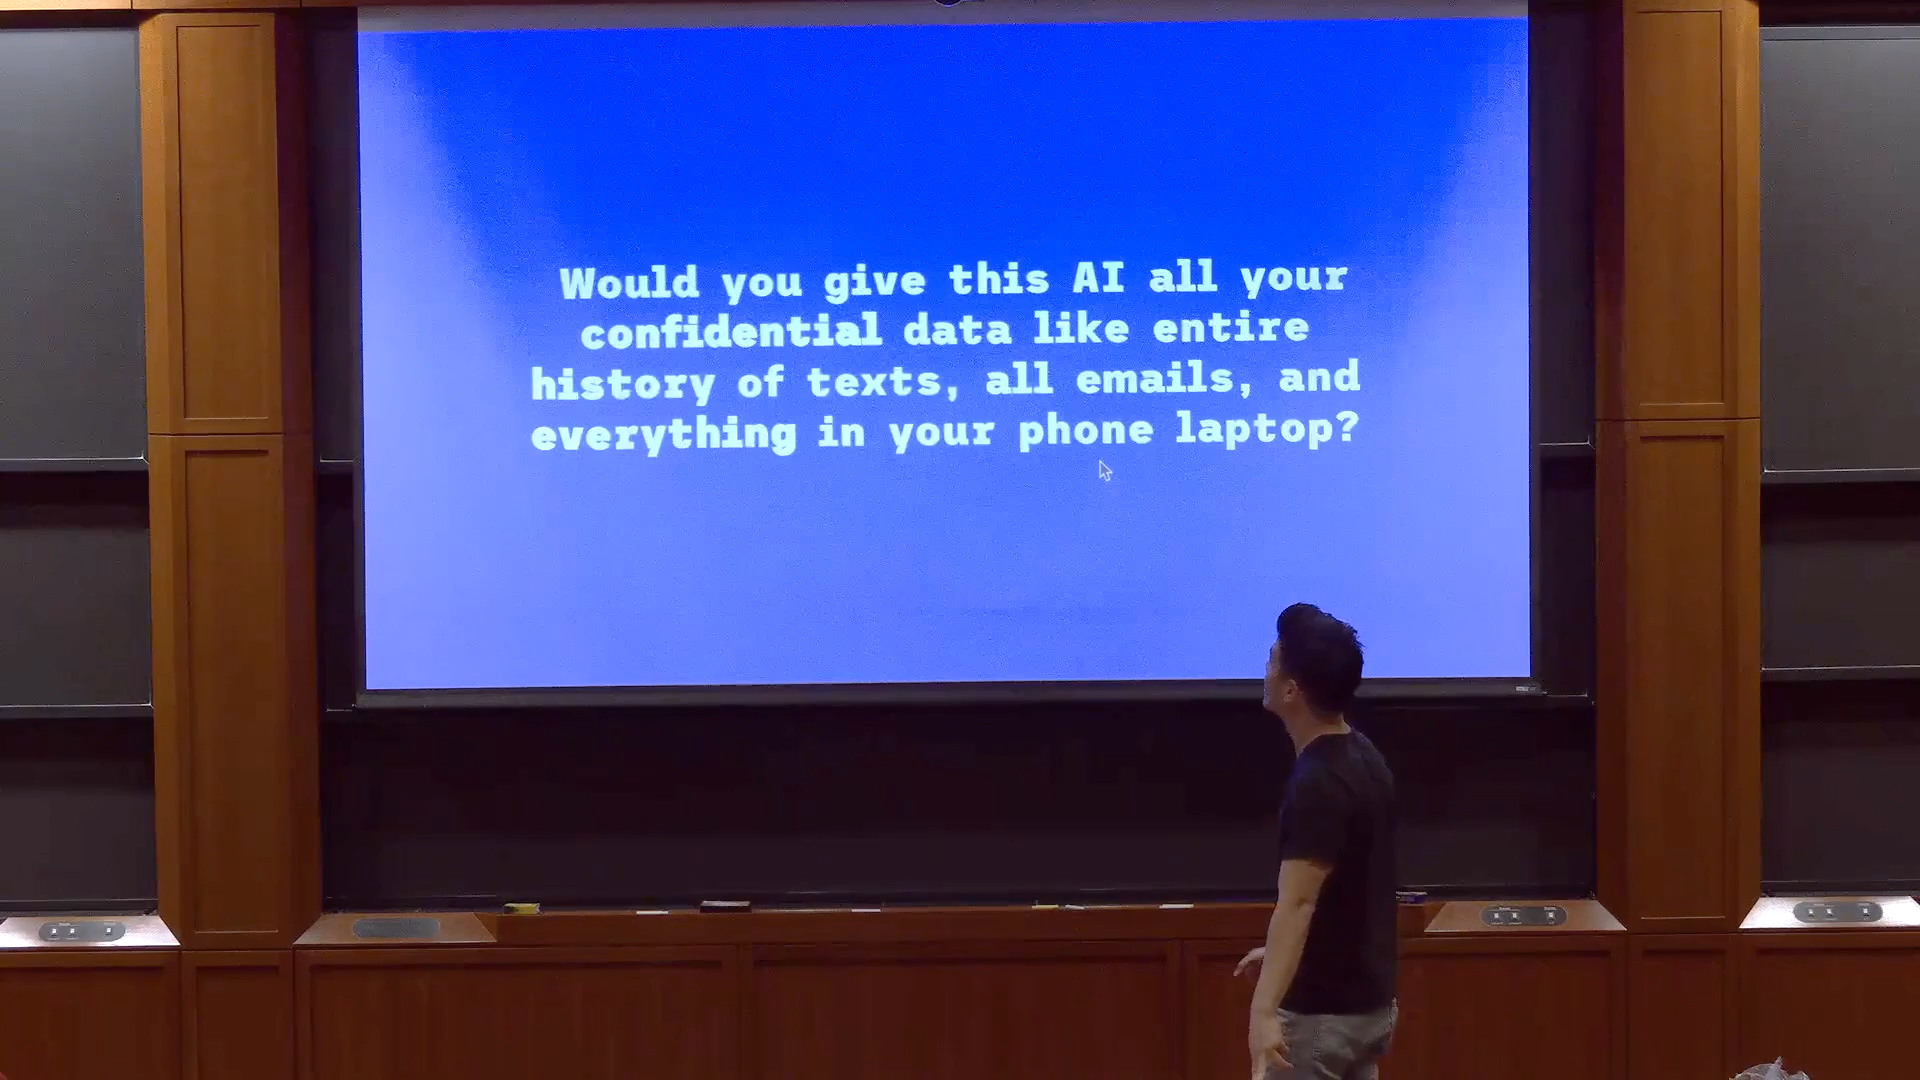 Would you give this AI all your
confidential data like entire
history of texts, all emails, and
everything in your phone laptop?